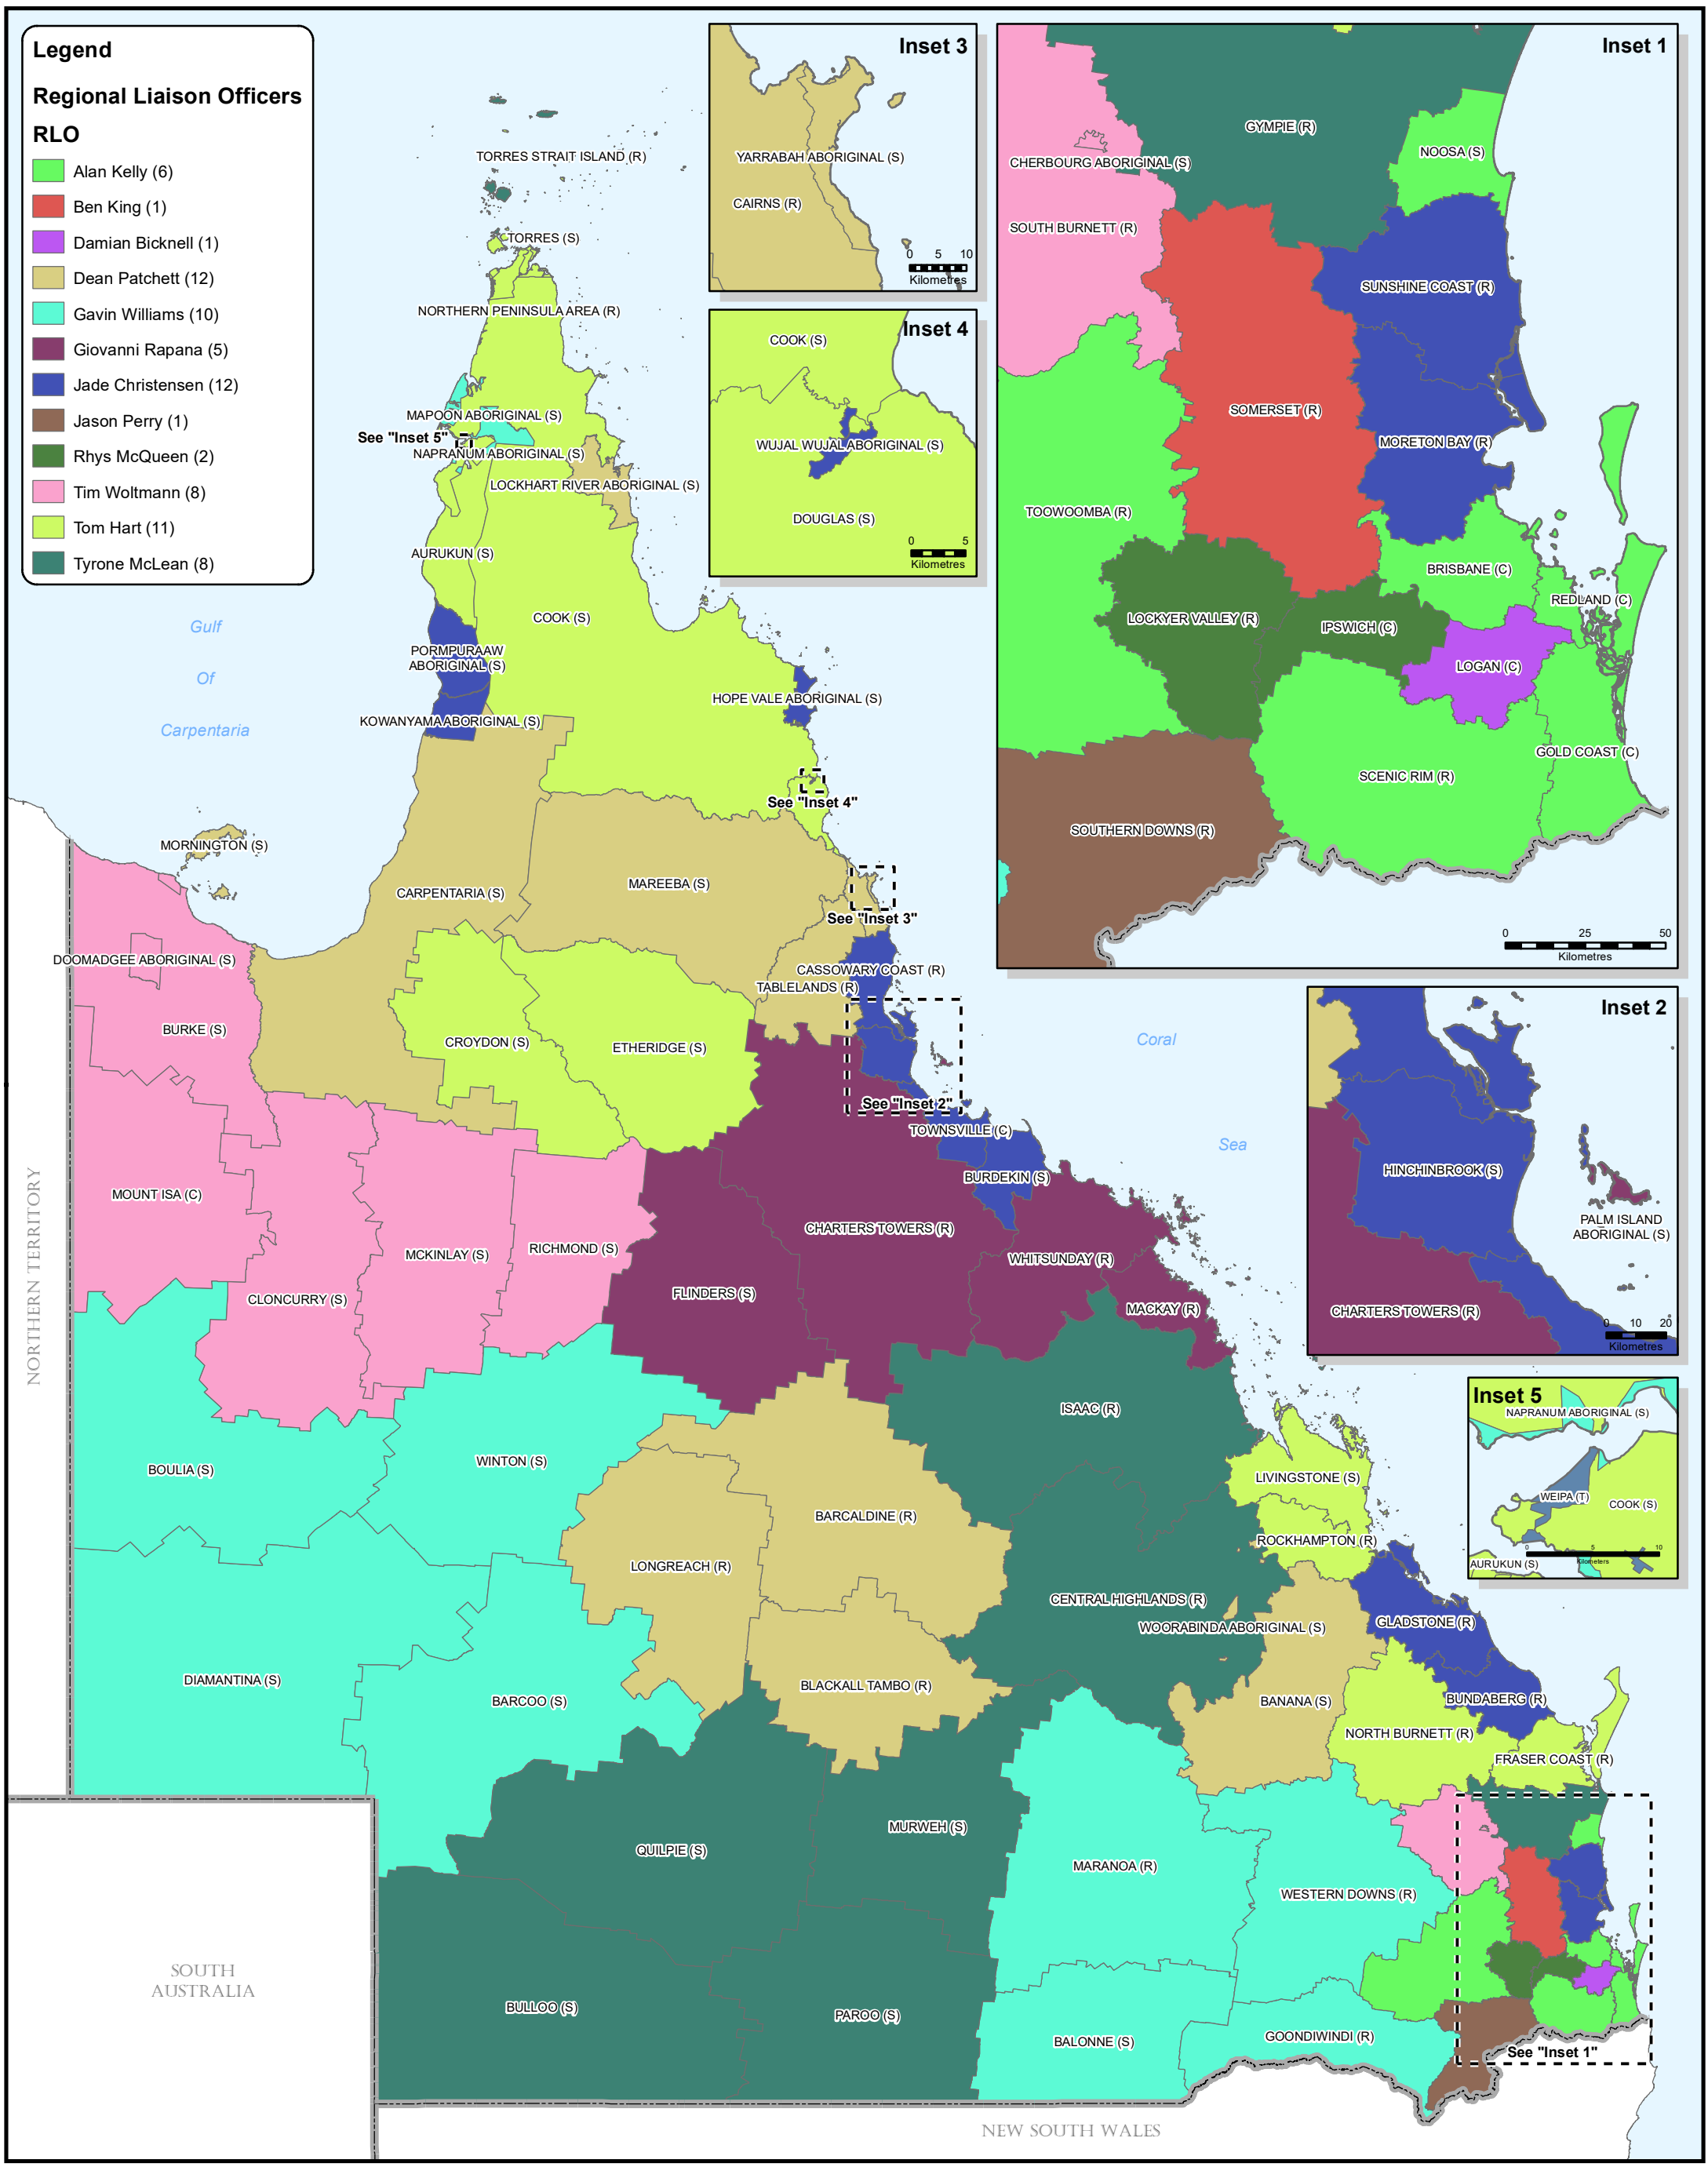 Legend
Regional Liaison Officers
RLO
Alan Kelly (6)
Ben King (1)
Damian Bicknell (1)
Dean Patchett (12)
Gavin Williams (10)
Giovanni Rapana (5)
Jade Christensen (12)
Jason Perry (1)
Rhys McQueen (2)
Tim Woltmann (8)
Tom Hart (11)
Tyrone McLean (8)
Inset 3
YARRABAH ABORIGINAL (S)
CAIRNS (R)
0 5 10
Kilometres
Inset 4
COOK (S)
WUJAL WUJAL ABORIGINAL (S)
DOUGLAS (S)
0 5
Kilometres
Inset 1
GYMPIE (R)
NOOSA (S)
CHERBOURG ABORIGINAL (S)
SOUTH BURNETT (R)
SUNSHINE COAST (R)
SOMERSET (R)
MORETON BAY (R)
TOOWOOMBA (R)
BRISBANE (C)
REDLAND (C)
LOCKYER VALLEY (R)
IPSWICH (C)
LOGAN (C)
GOLD COAST (C)
SCENIC RIM (R)
SOUTHERN DOWNS (R)
0 25 50
Kilometres
Inset 2
HINCHINBROOK (S)
PALM ISLAND
ABORIGINAL (S)
CHARTERS TOWERS (R)
0 10 20
Kilometres
Inset 5
NAPRANUM ABORIGINAL (S)
WEIPA (T)
COOK (S)
0 5 10
Kilometers
AURUKUN (S)
TORRES STRAIT ISLAND (R)
TORRES (S)
NORTHERN PENINSULA AREA (R)
MAPOON ABORIGINAL (S)
See "Inset 5"
NAPRANUM ABORIGINAL (S)
LOCKHART RIVER ABORIGINAL (S)
AURUKUN (S)
COOK (S)
Gulf
Of
Carpentaria
PORMPURAAW
ABORIGINAL (S)
HOPE VALE ABORIGINAL (S)
KOWANYAMA ABORIGINAL (S)
See "Inset 4"
MORNINGTON (S)
MAREEBA (S)
CARPENTARIA (S)
See "Inset 3"
DOOMADGEE ABORIGINAL (S)
CASSOWARY COAST (R)
TABLELANDS (R)
BURKE (S)
CROYDON (S)
ETHERIDGE (S)
Coral
Sea
See "Inset 2"
TOWNSVILLE (C)
BURDEKIN (S)
NORTHERN TERRITORY
MOUNT ISA (C)
CHARTERS TOWERS (R)
MCKINLAY (S)
RICHMOND (S)
WHITSUNDAY (R)
CLONCURRY (S)
FLINDERS (S)
MACKAY (R)
ISAAC (R)
BOULIA (S)
WINTON (S)
LIVINGSTONE (S)
BARCALDINE (R)
ROCKHAMPTON (R)
LONGREACH (R)
CENTRAL HIGHLANDS (R)
WOORABINDA ABORIGINAL (S)
GLADSTONE (R)
DIAMANTINA (S)
BARCOO (S)
BLACKALL TAMBO (R)
BANANA (S)
BUNDABERG (R)
NORTH BURNETT (R)
FRASER COAST (R)
QUILPIE (S)
MURWEH (S)
MARANOA (R)
WESTERN DOWNS (R)
SOUTH
AUSTRALIA
BULLOO (S)
PAROO (S)
BALONNE (S)
GOONDIWINDI (R)
See "Inset 1"
NEW SOUTH WALES